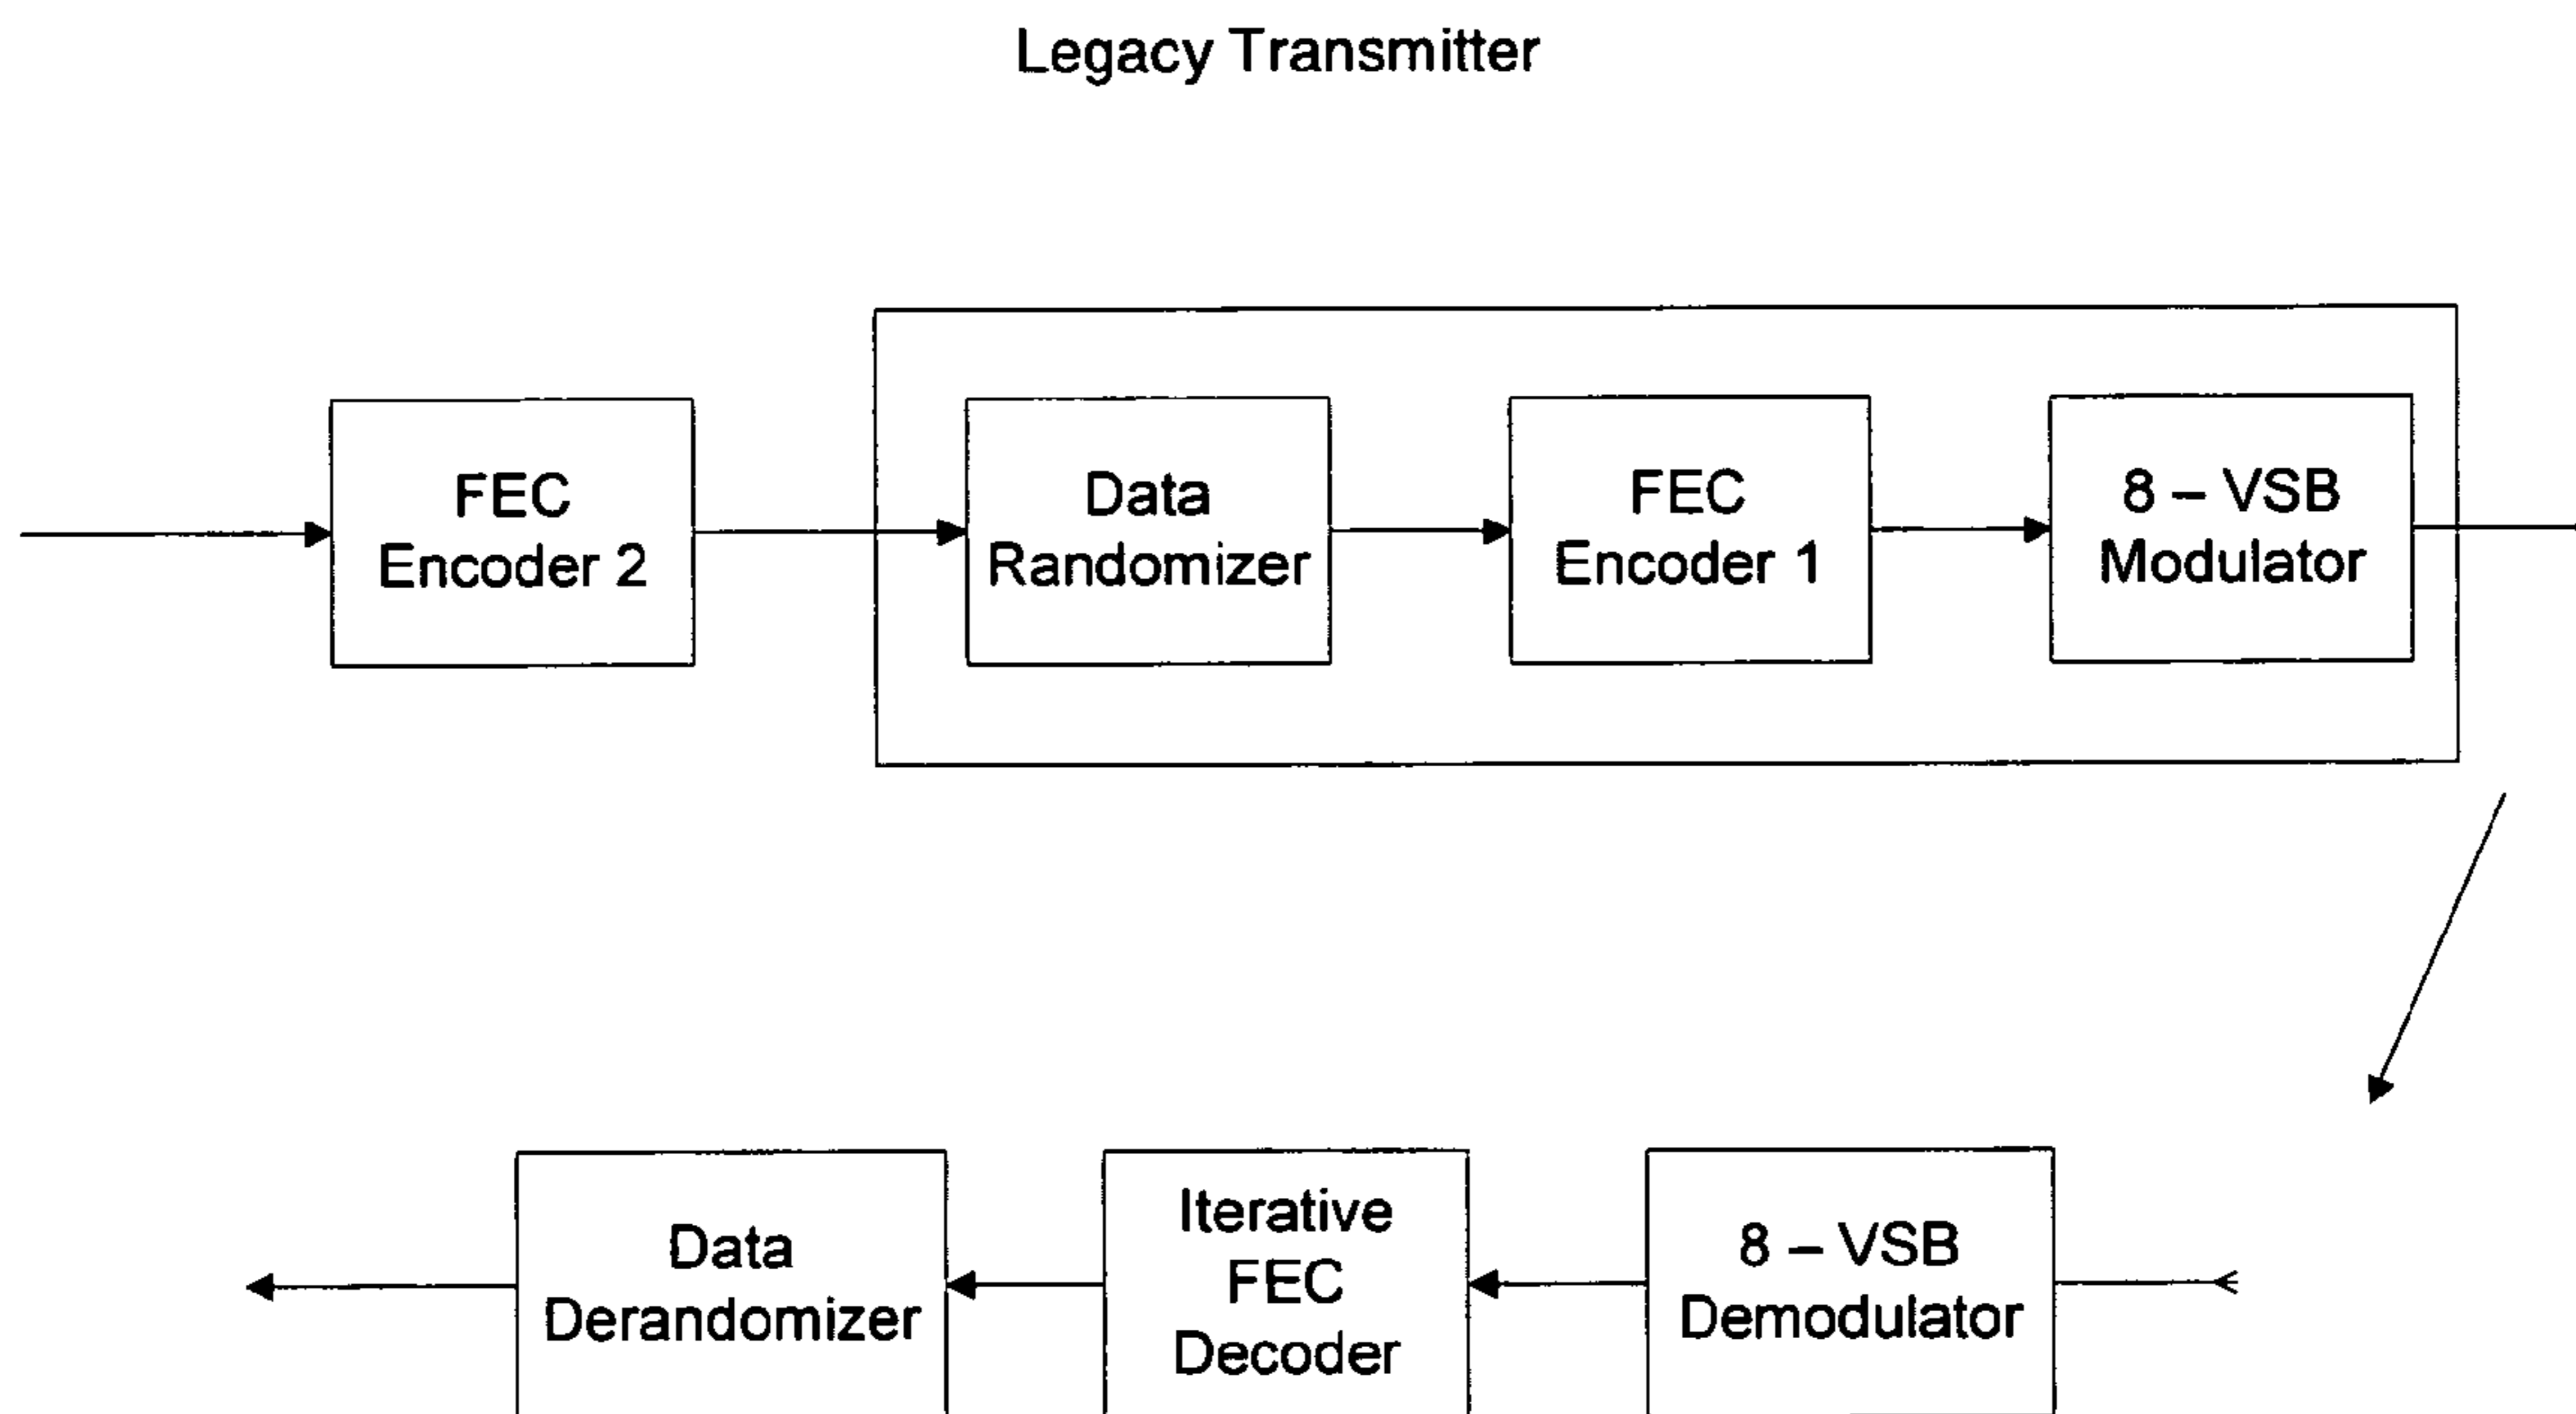 Legacy Transmitter
FEC
Encoder 2
Data
Randomizer
FEC
Encoder 1
8 – VSB
Modulator
Data
Derandomizer
Iterative
FEC
Decoder
8 – VSB
Demodulator